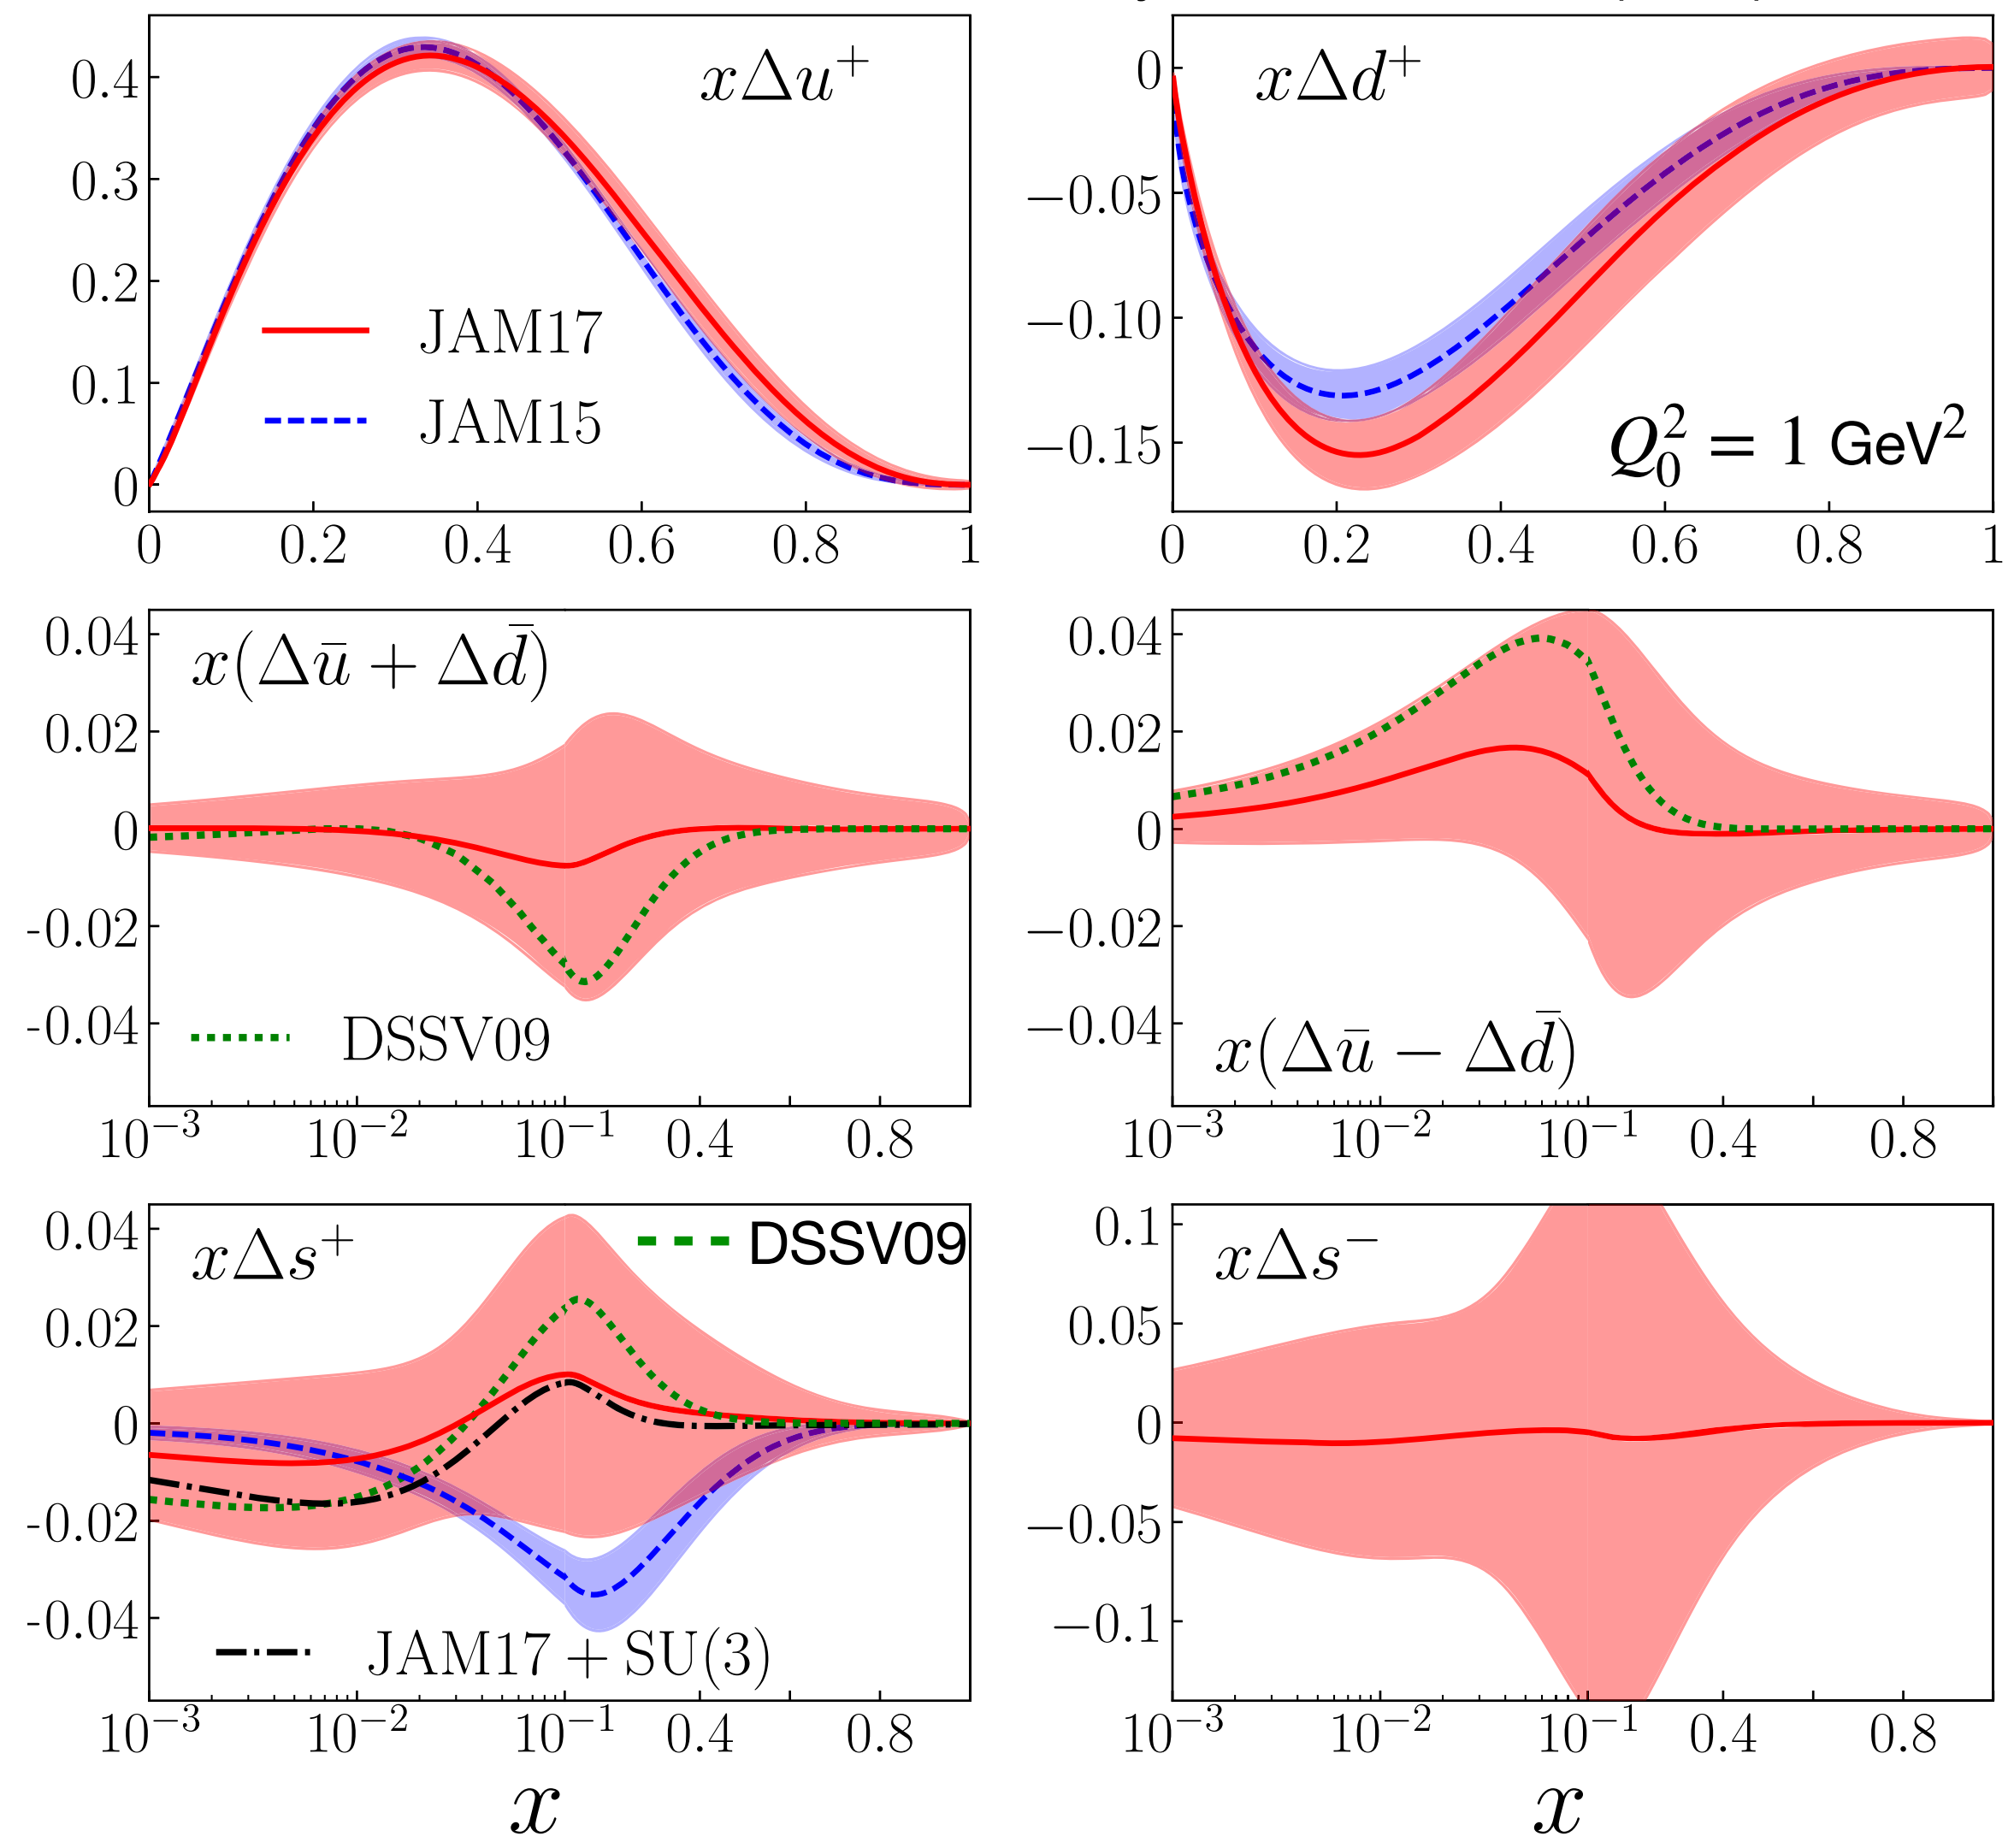 xΔu⁺
0.4
0.3
0.2
0.1
0
JAM17
JAM15
0 0.2 0.4 0.6 0.8 1
xΔd⁺
0
−0.05
−0.10
−0.15
Q₀² = 1 GeV²
0 0.2 0.4 0.6 0.8 1
x(Δū + Δd̄)
0.04
0.02
0
-0.02
-0.04
DSSV09
10⁻³ 10⁻² 10⁻¹ 0.4 0.8
0.04
0.02
0
−0.02
−0.04
x(Δū − Δd̄)
10⁻³ 10⁻² 10⁻¹ 0.4 0.8
xΔs⁺
DSSV09
0.04
0.02
0
-0.02
-0.04
JAM17 + SU(3)
10⁻³ 10⁻² 10⁻¹ 0.4 0.8
x
xΔs⁻
0.1
0.05
0
−0.05
−0.1
10⁻³ 10⁻² 10⁻¹ 0.4 0.8
x